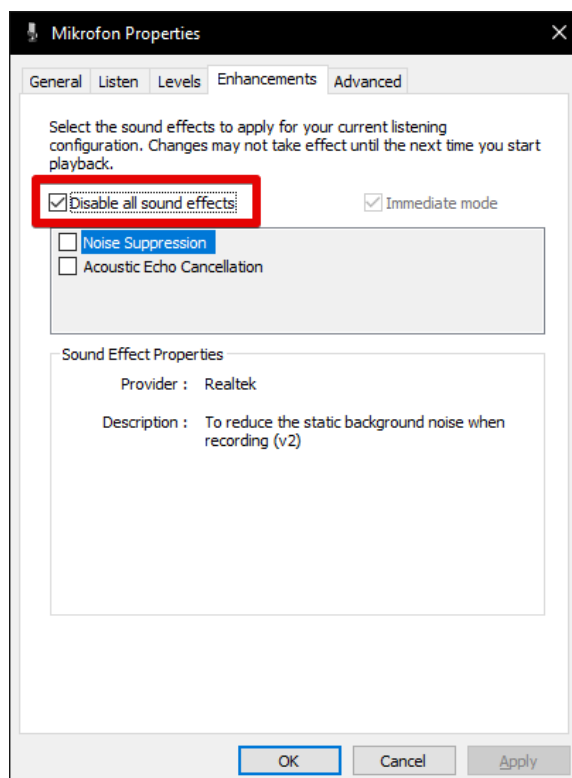 Mikrofon Properties
General Listen Levels Enhancements Advanced
Select the sound effects to apply for your current listening
configuration. Changes may not take effect until the next time you start
playback.
Disable all sound effects Immediate mode
Noise Suppression
Acoustic Echo Cancellation
Sound Effect Properties
Provider : Realtek
Description : To reduce the static background noise when
recording (v2)
OK Cancel Apply